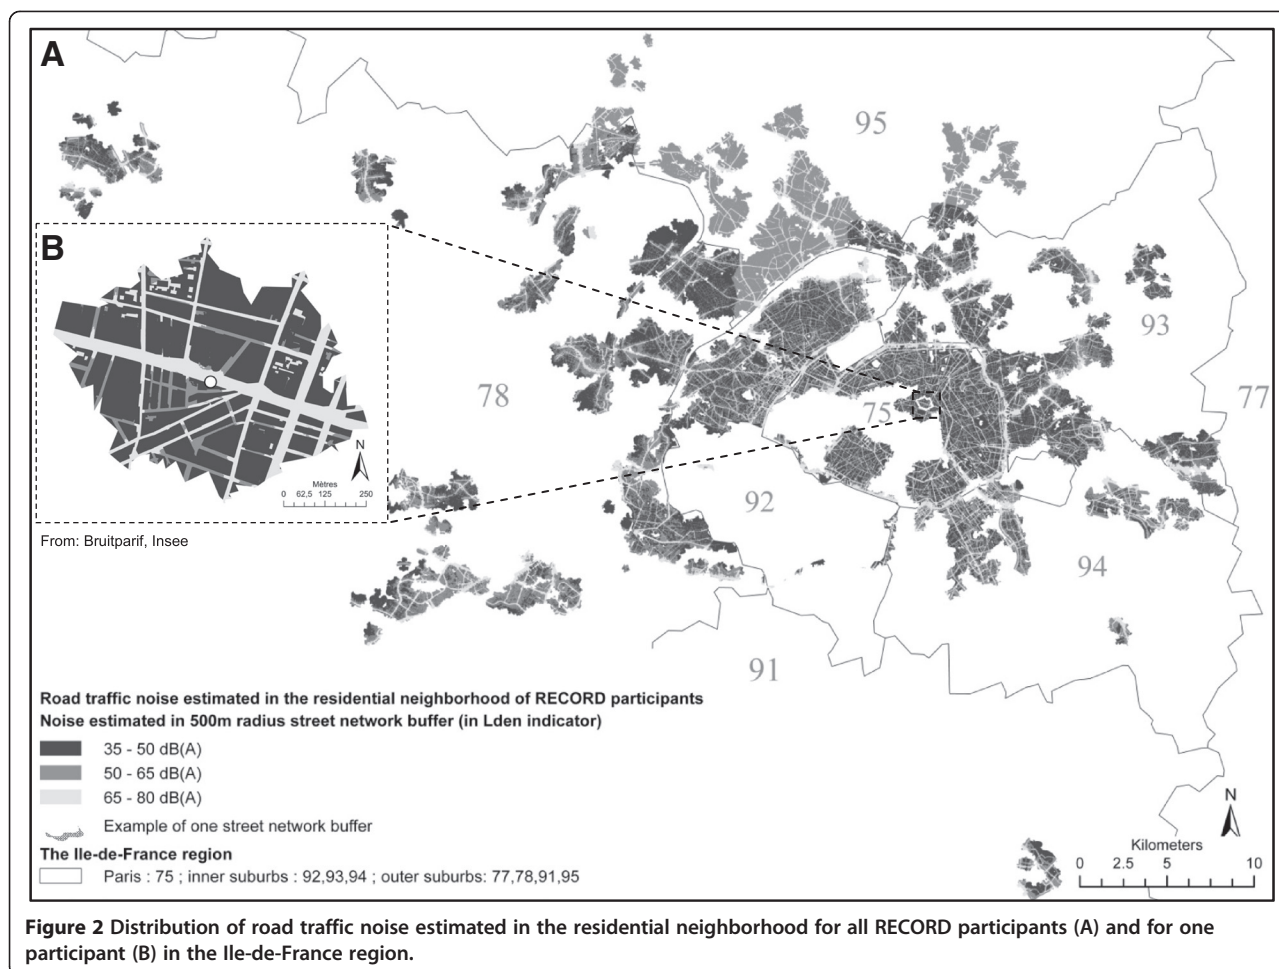 A
95
B
93
78
77
75
N
Mètres
0 62,5 125 250
92
From: Bruitparif, Insee
94
91
Road traffic noise estimated in the residential neighborhood of RECORD participants
Noise estimated in 500m radius street network buffer (in Lden indicator)
35 - 50 dB(A)
50 - 65 dB(A)
65 - 80 dB(A)
Example of one street network buffer
The Ile-de-France region
Paris : 75 ; inner suburbs : 92,93,94 ; outer suburbs: 77,78,91,95
N
Kilometers
0 2.5 5 10
Figure 2 Distribution of road traffic noise estimated in the residential neighborhood for all RECORD participants (A) and for one
participant (B) in the Ile-de-France region.